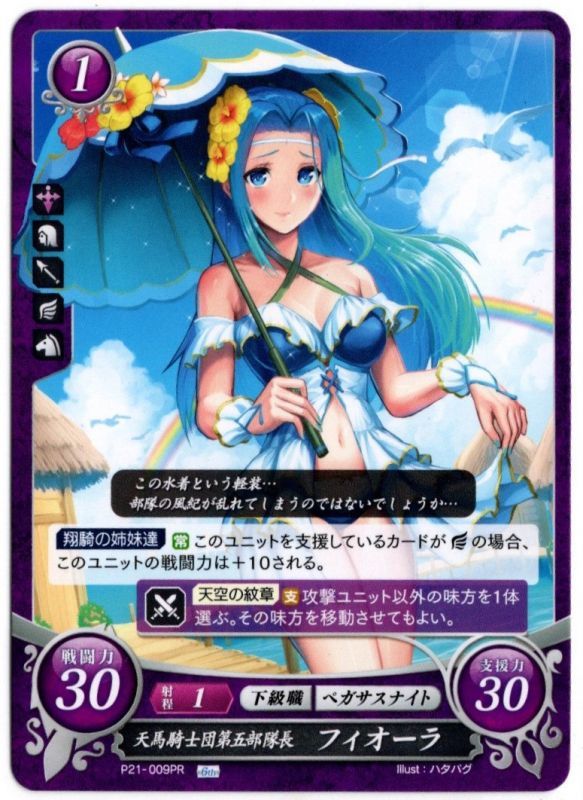 1
この水着という軽装…
部隊の風紀が乱れてしまうのではないでしょうか…
翔騎の姉妹達 常 このユニットを支援しているカードが の場合、
このユニットの戦闘力は+10される。
天空の紋章 支 攻撃ユニット以外の味方を1体
選ぶ。その味方を移動させてもよい。
戦闘力 30
射程 1 下級職 ペガサスナイト
支援力 30
天馬騎士団第五部隊長 フィオーラ
P21-009PR 6th Illust:ハタパグ